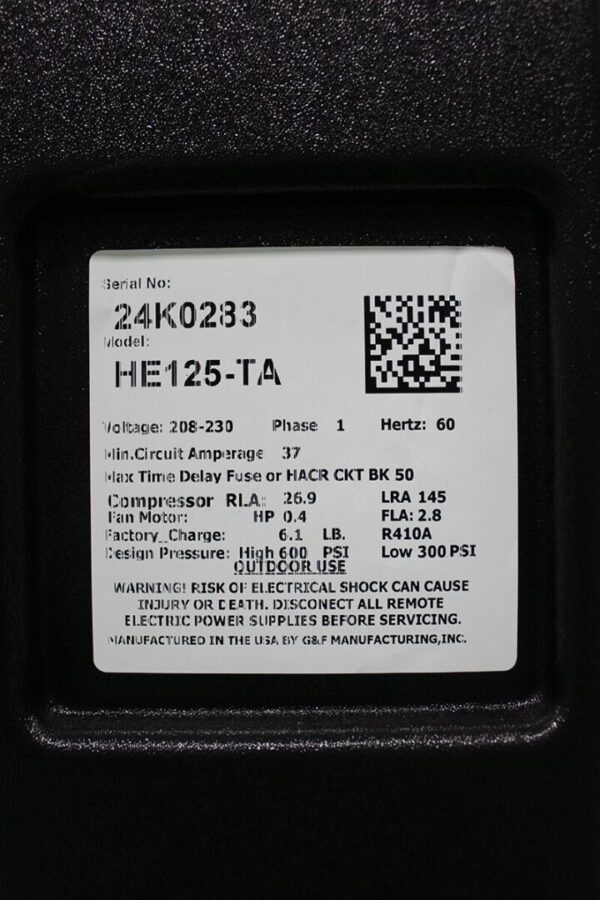 Serial No:
24K0283
Model:
HE125-TA
Voltage: 208-230 Phase 1 Hertz: 60
Min.Circuit Amperage 37
Max Time Delay Fuse or HACR CKT BK 50
Compressor RLA: 26.9 LRA 145
Fan Motor: HP 0.4 FLA: 2.8
Factory_Charge: 6.1 LB. R410A
Design Pressure: High 600 PSI Low 300 PSI
OUTDOOR USE
WARNING! RISK OF ELECTRICAL SHOCK CAN CAUSE
INJURY OR DEATH. DISCONECT ALL REMOTE
ELECTRIC POWER SUPPLIES BEFORE SERVICING.
MANUFACTURED IN THE USA BY G&F MANUFACTURING,INC.